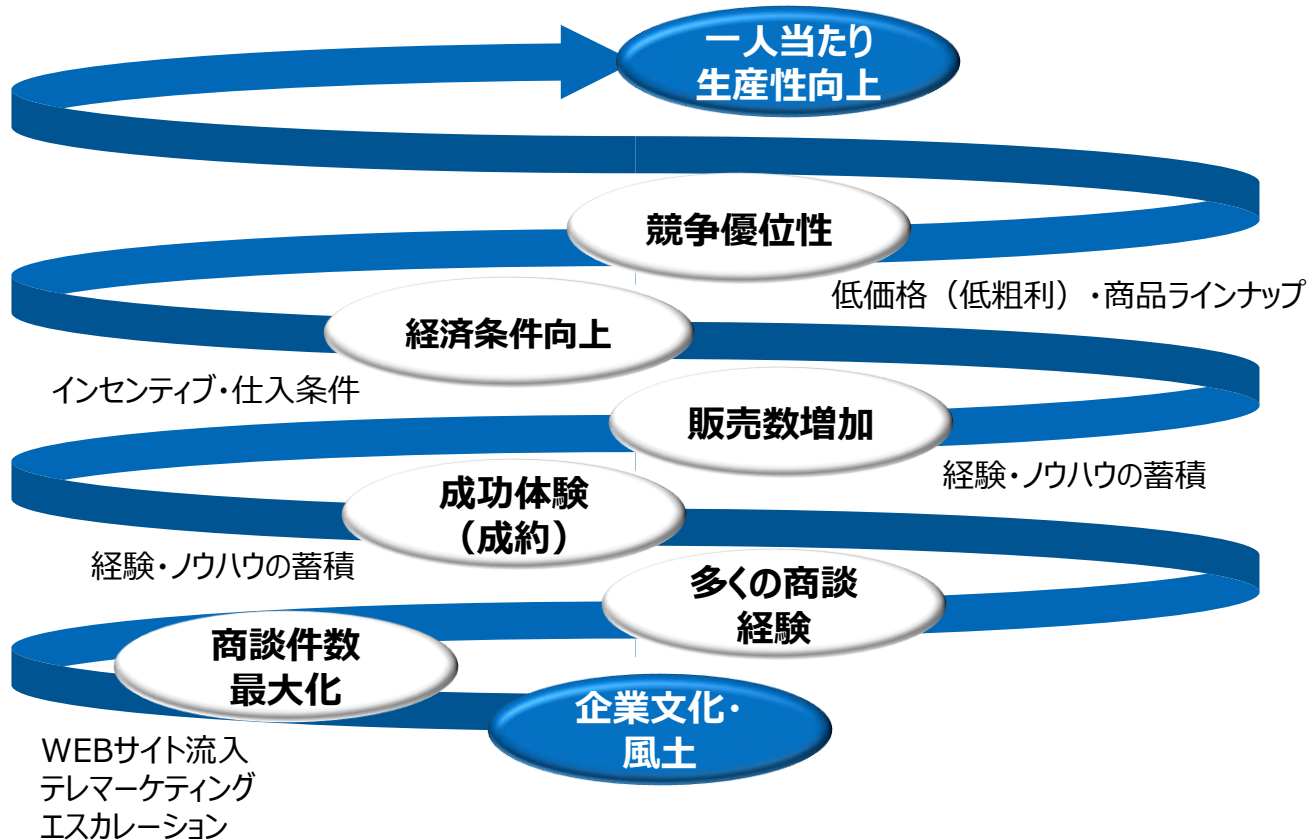 一人当たり
生産性向上
競争優位性
低価格（低粗利）・商品ラインナップ
経済条件向上
インセンティブ・仕入条件
販売数増加
経験・ノウハウの蓄積
成功体験
（成約）
経験・ノウハウの蓄積
多くの商談
経験
商談件数
最大化
企業文化・
風土
WEBサイト流入
テレマーケティング
エスカレーション